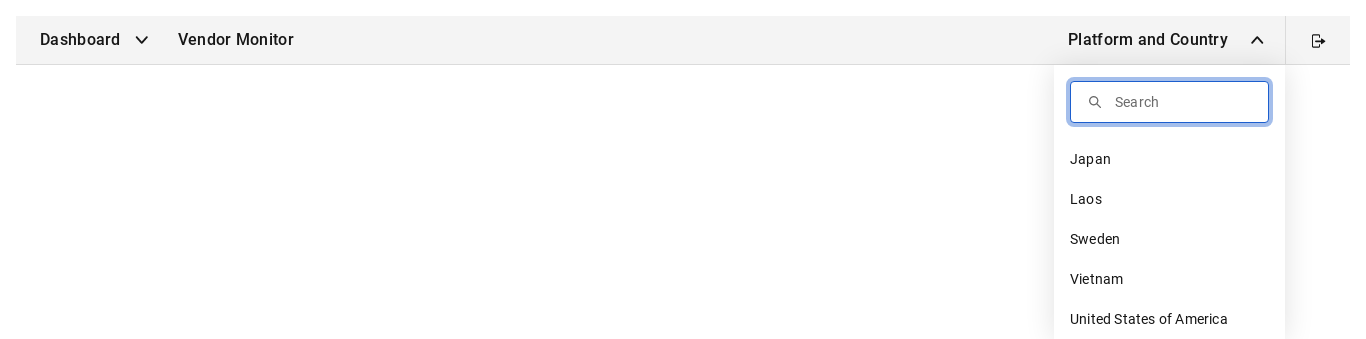 Dashboard Vendor Monitor Platform and Country
Search
Japan
Laos
Sweden
Vietnam
United States of America